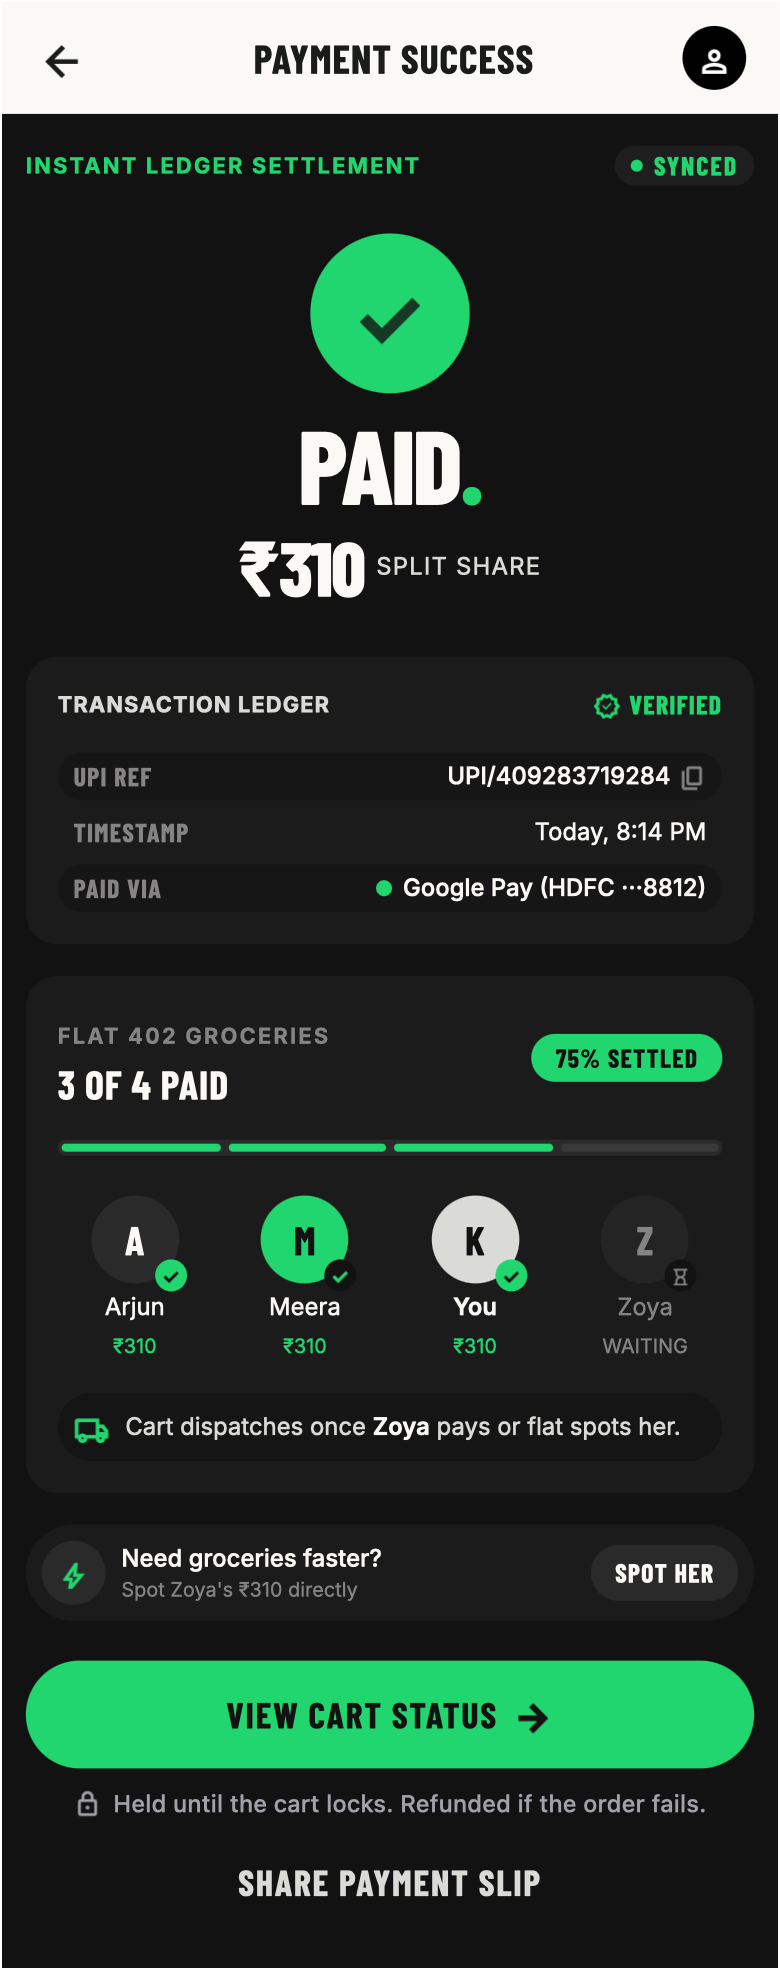 PAYMENT SUCCESS
INSTANT LEDGER SETTLEMENT
SYNCED
PAID.
₹310 SPLIT SHARE
TRANSACTION LEDGER
VERIFIED
UPI REF
UPI/409283719284
TIMESTAMP
Today, 8:14 PM
PAID VIA
Google Pay (HDFC ···8812)
FLAT 402 GROCERIES
3 OF 4 PAID
75% SETTLED
A
M
K
Z
Arjun
Meera
You
Zoya
₹310
₹310
₹310
WAITING
Cart dispatches once Zoya pays or flat spots her.
Need groceries faster?
Spot Zoya's ₹310 directly
SPOT HER
VIEW CART STATUS
Held until the cart locks. Refunded if the order fails.
SHARE PAYMENT SLIP